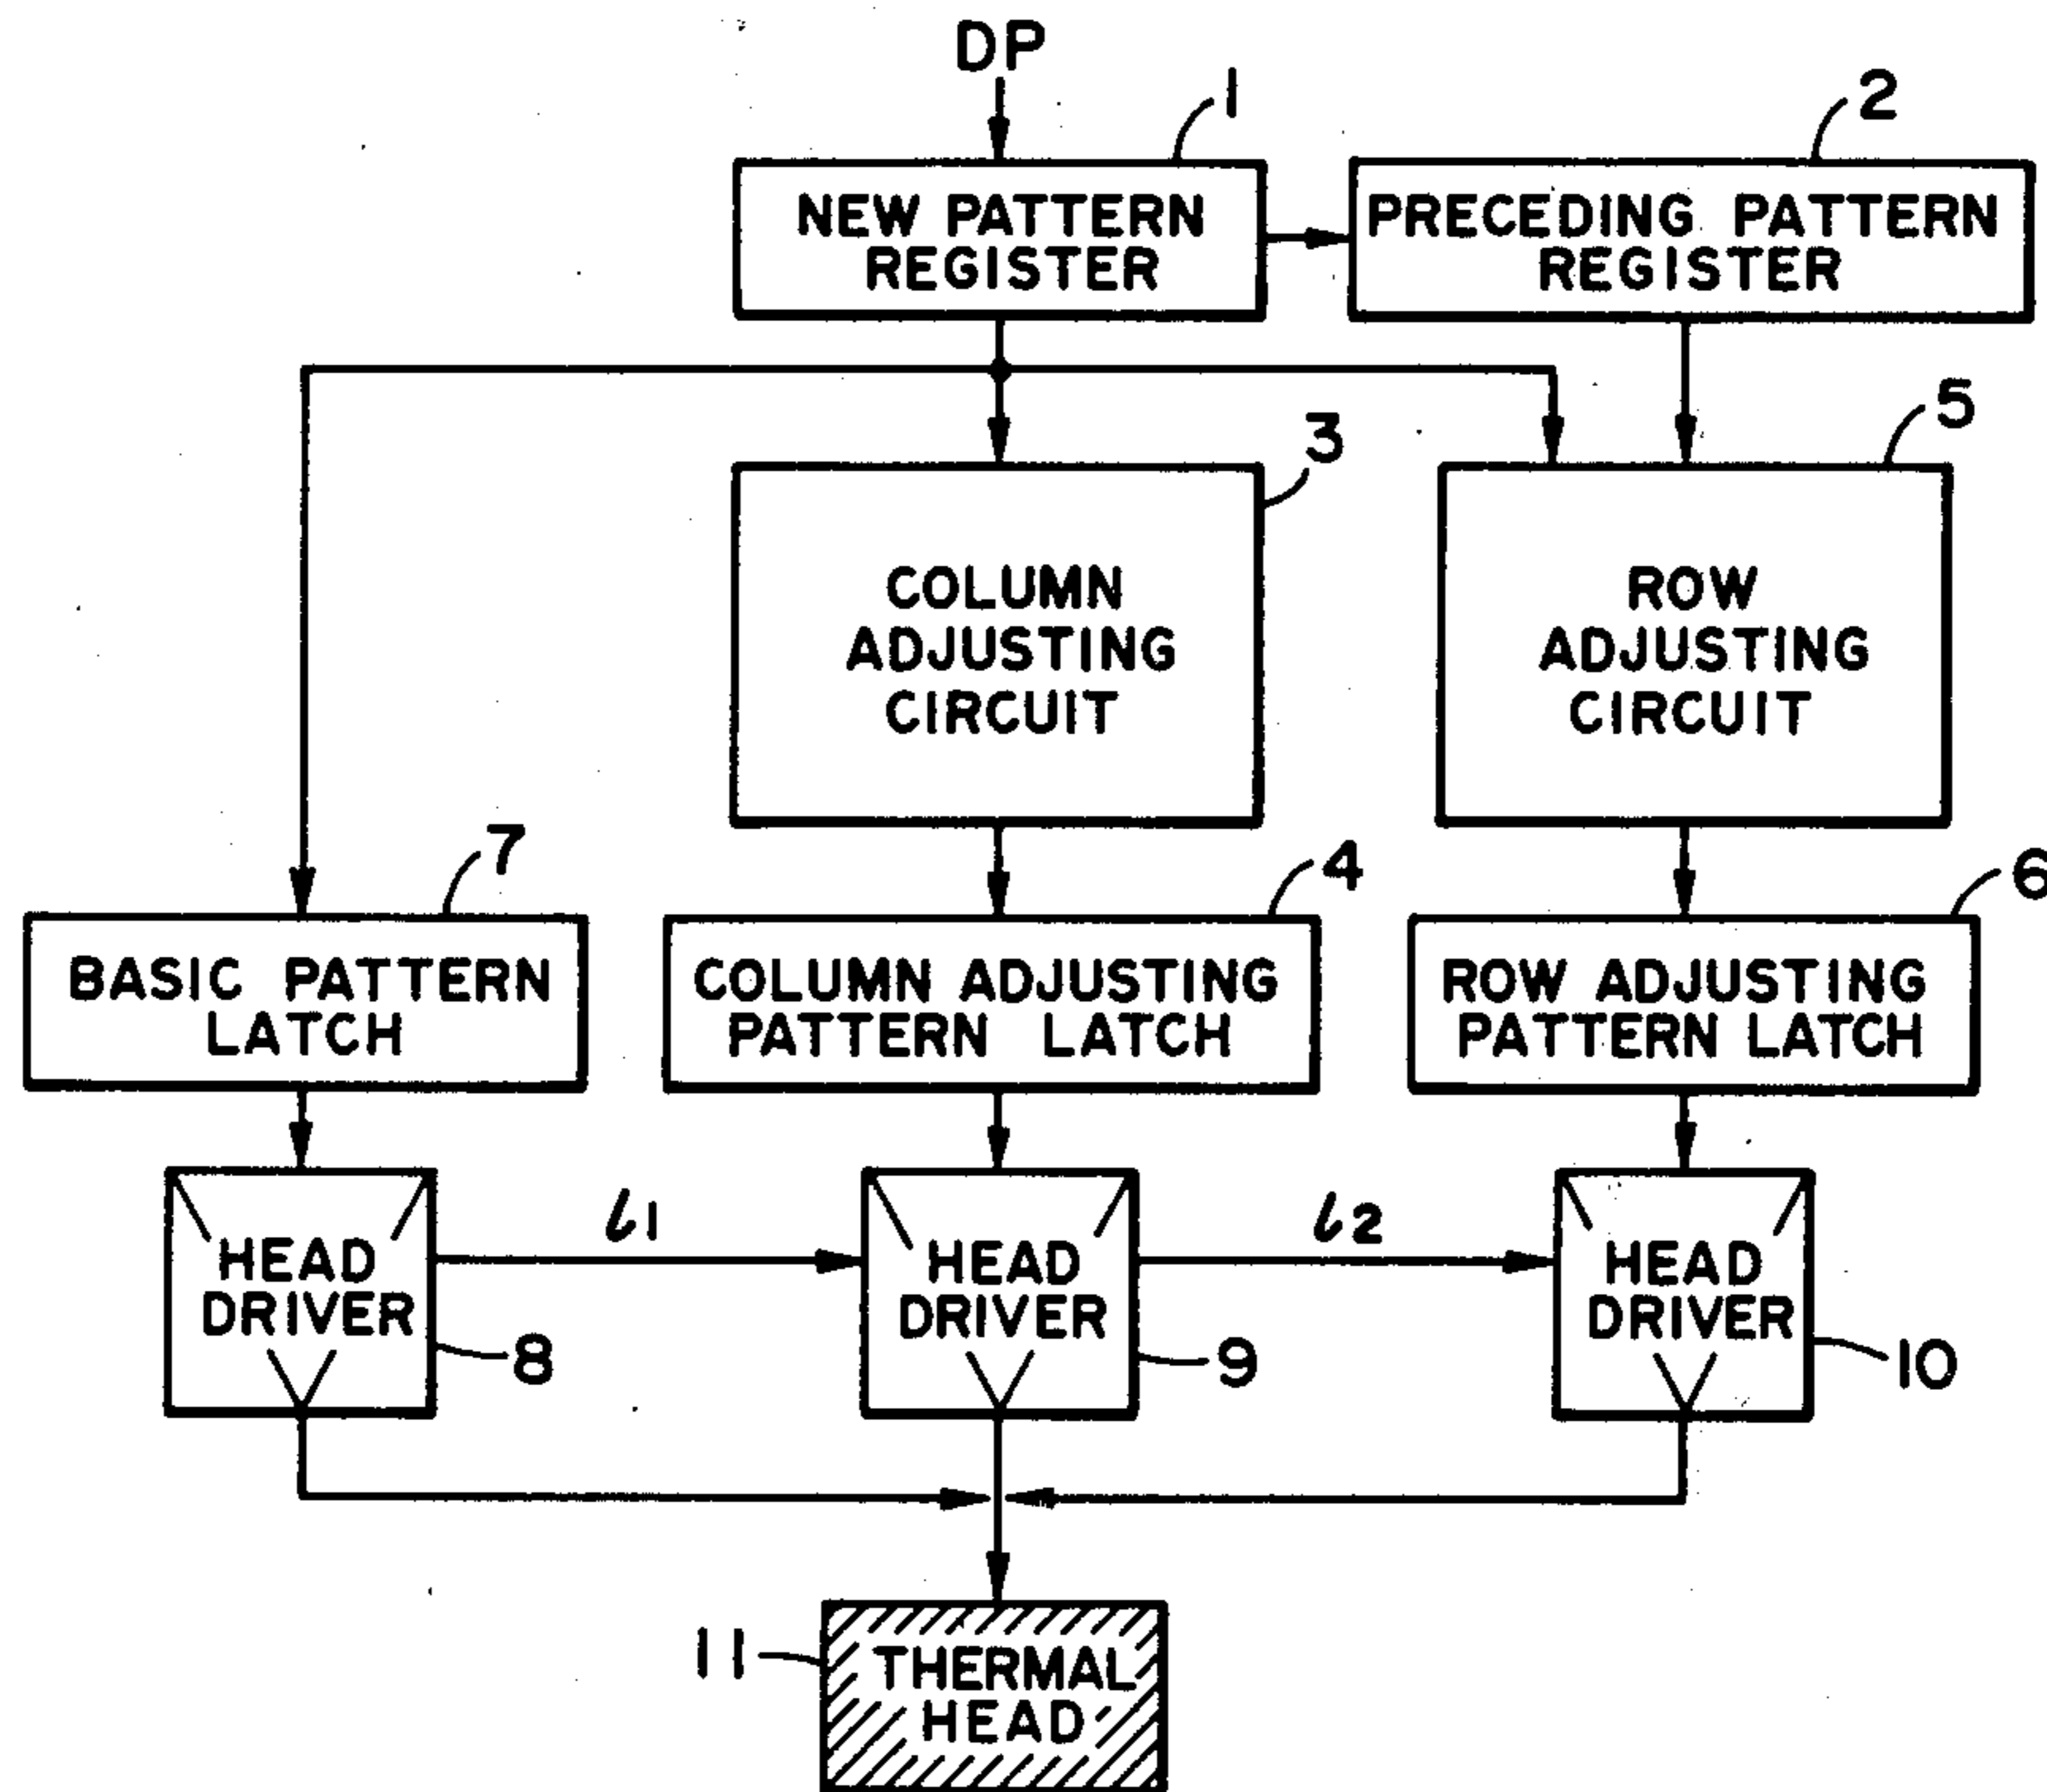 DP
1
2
NEW PATTERN
REGISTER
PRECEDING PATTERN
REGISTER
3
5
COLUMN
ADJUSTING
CIRCUIT
ROW
ADJUSTING
CIRCUIT
7
4
6
BASIC PATTERN
LATCH
COLUMN ADJUSTING
PATTERN LATCH
ROW ADJUSTING
PATTERN LATCH
HEAD
DRIVER
8
ℓ1
HEAD
DRIVER
9
ℓ2
HEAD
DRIVER
10
11
THERMAL
HEAD